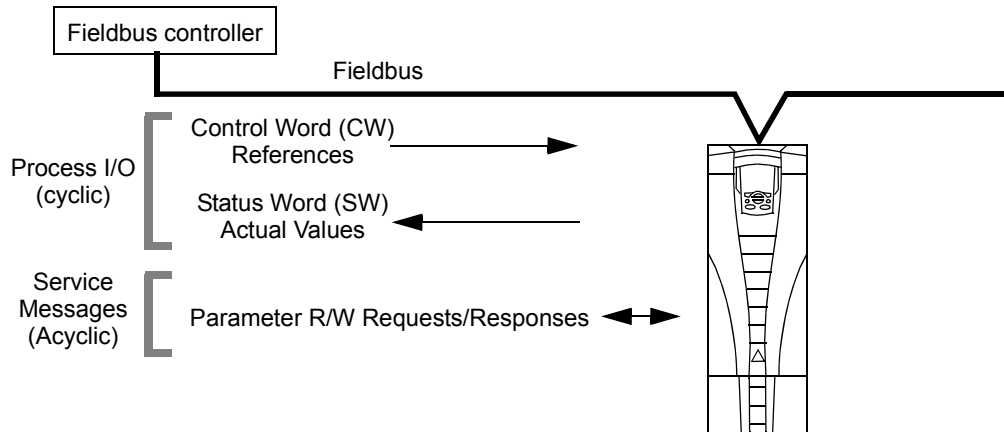 Fieldbus controller
Fieldbus
Process I/O
(cyclic)
Control Word (CW)
References
Status Word (SW)
Actual Values
Service
Messages
(Acyclic)
Parameter R/W Requests/Responses